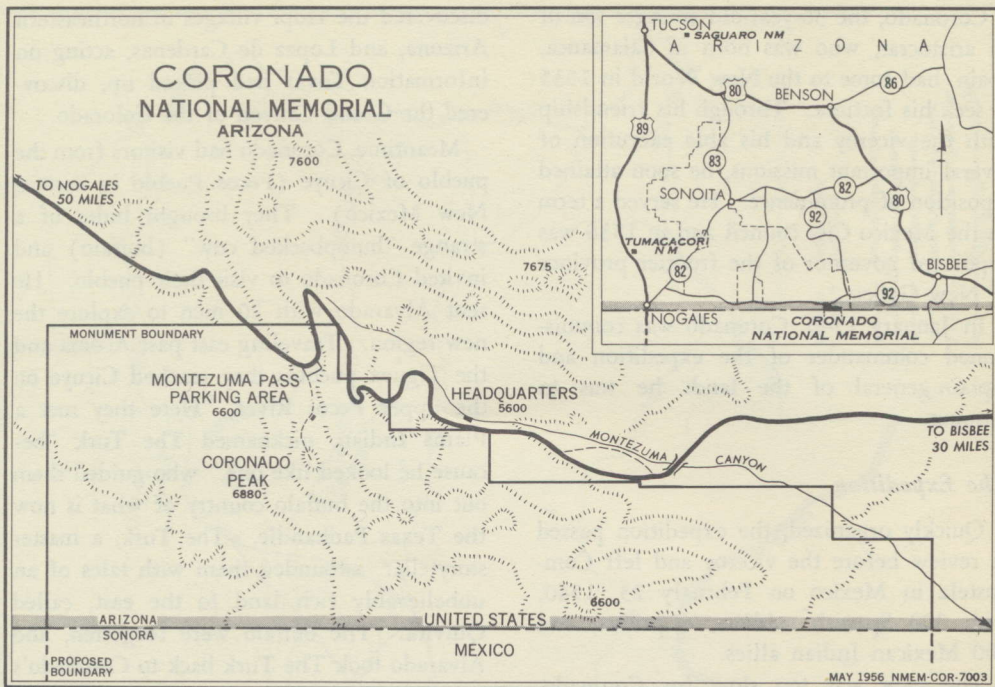 CORONADO
NATIONAL MEMORIAL
ARIZONA
7600
TO NOGALES
50 MILES
7675
MONUMENT BOUNDARY
MONTEZUMA PASS
PARKING AREA
6600
HEADQUARTERS
5600
MONTEZUMA
CANYON
TO BISBEE
30 MILES
CORONADO
PEAK
6880
6600
ARIZONA
SONORA
UNITED STATES
MEXICO
PROPOSED
BOUNDARY
MAY 1956 NMEM-COR-7003
TUCSON
SAGUARO NM
ARIZONA
80
BENSON
86
89
83
SONOITA
82
80
92
TUMACACORI
NM
82
BISBEE
92
NOGALES
CORONADO
NATIONAL MEMORIAL